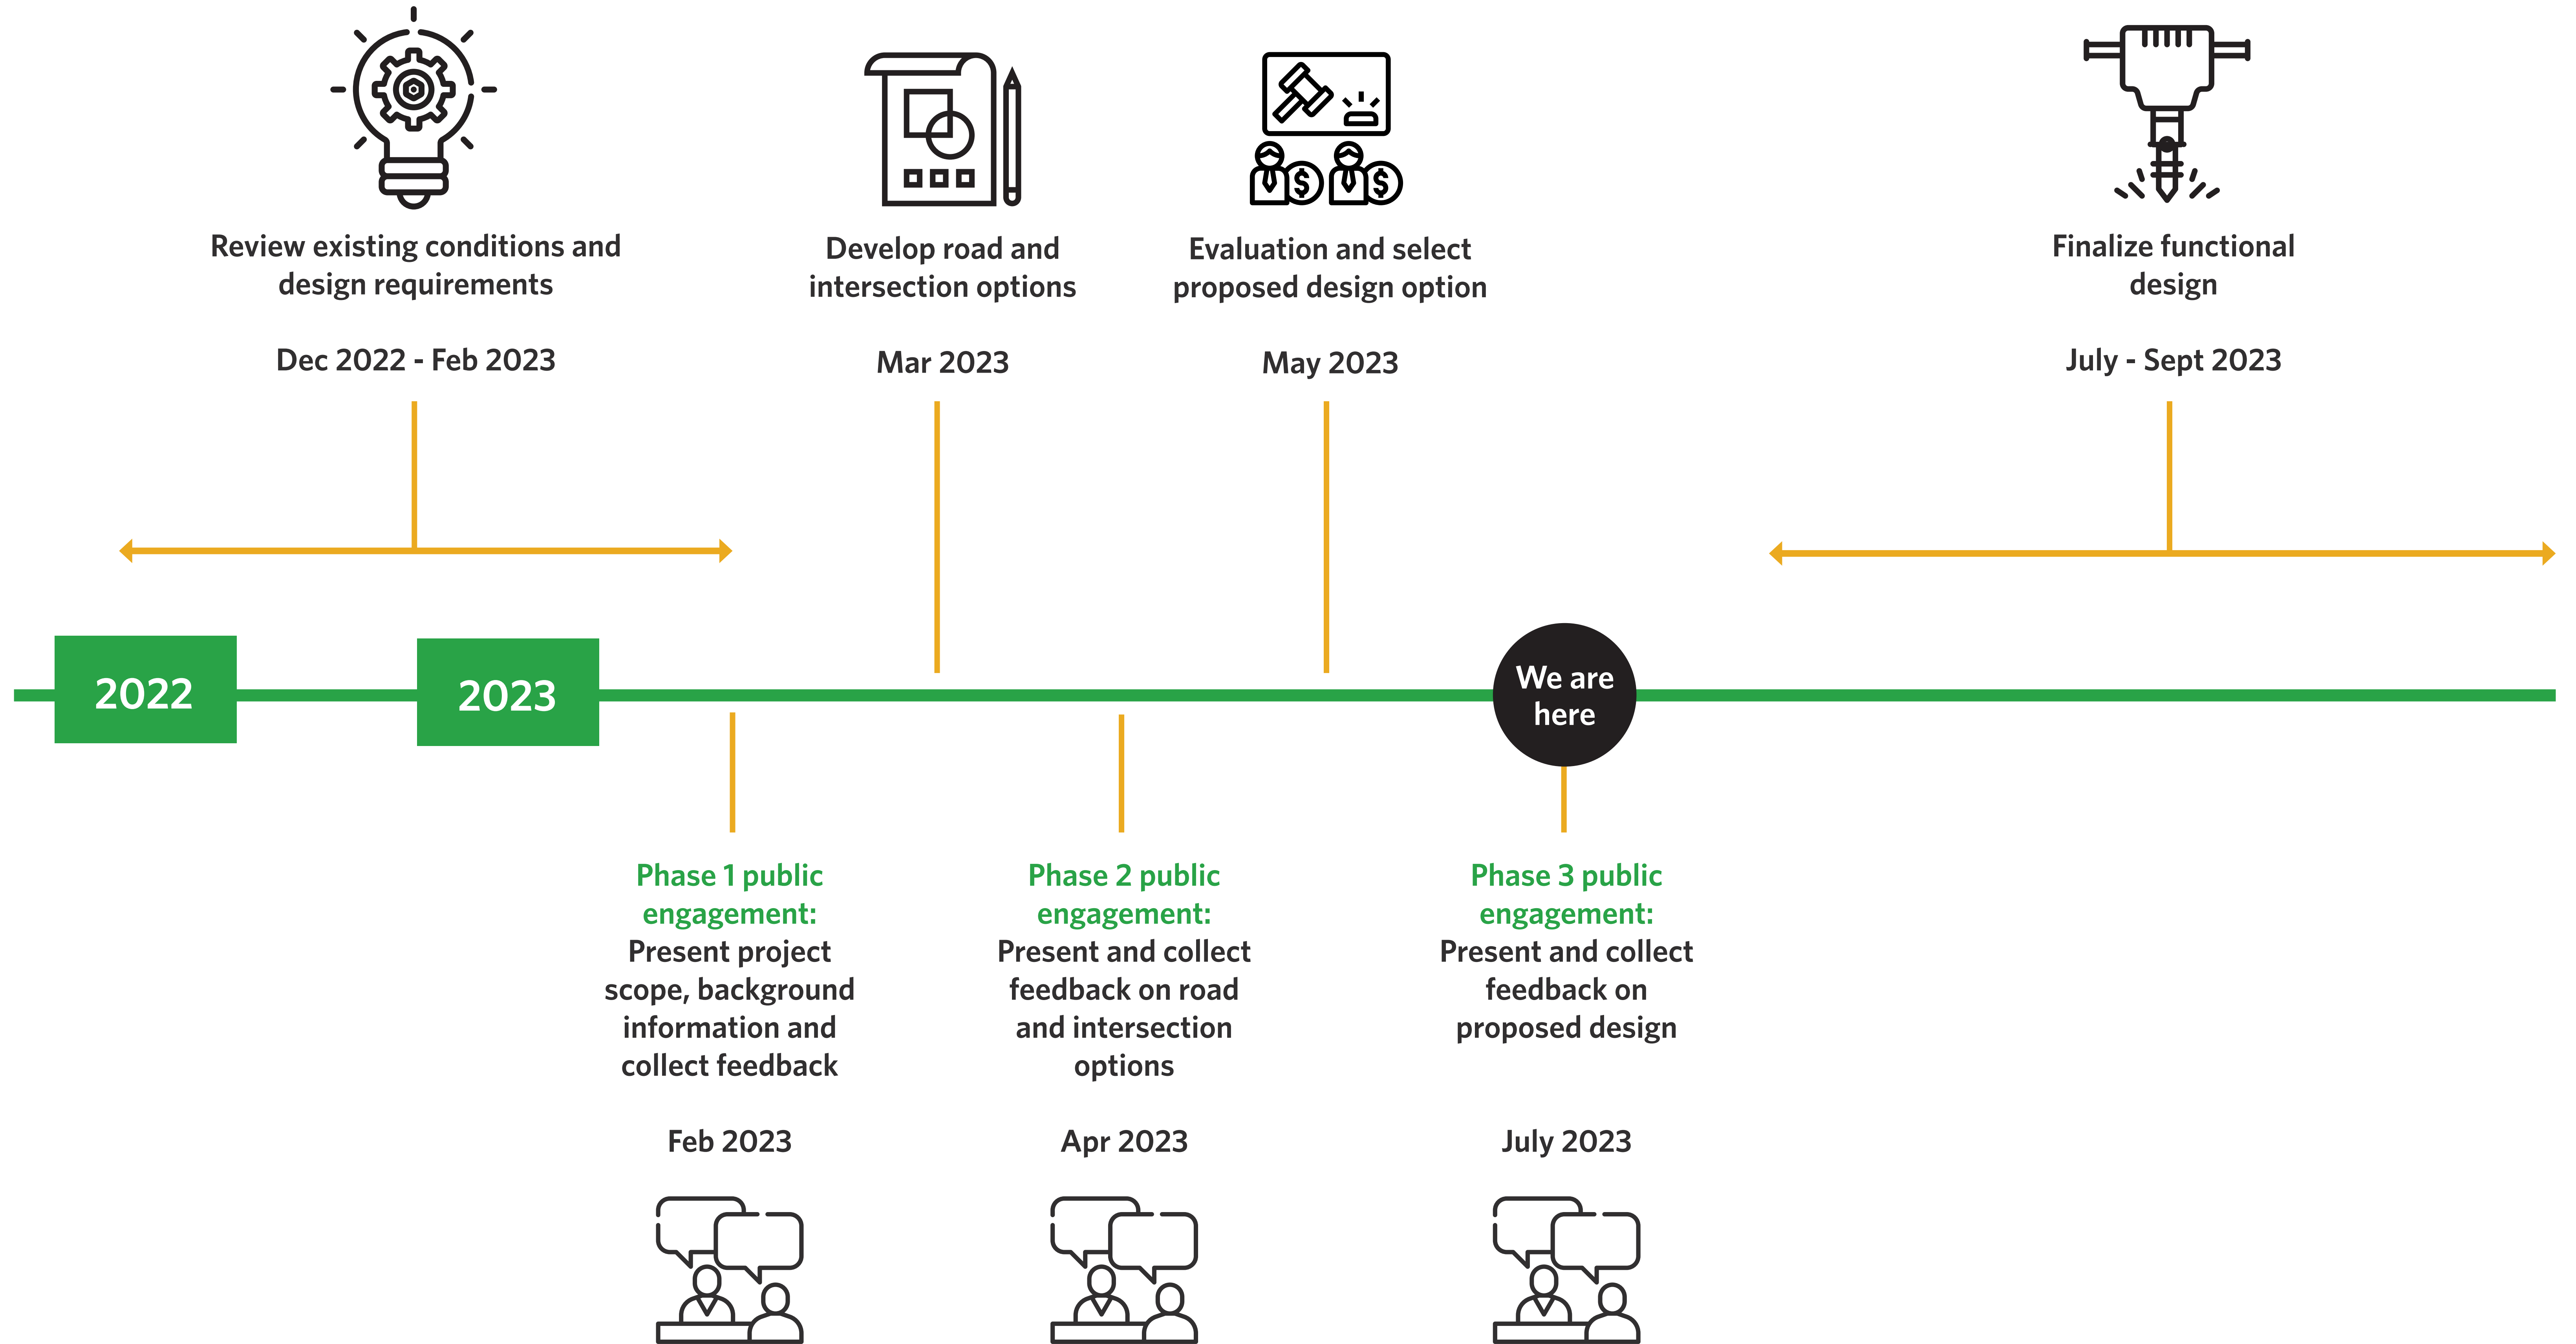 Review existing conditions and
design requirements
Dec 2022 - Feb 2023
Develop road and
intersection options
Mar 2023
Evaluation and select
proposed design option
May 2023
Finalize functional
design
July - Sept 2023
2022
2023
We are
here
Phase 1 public
engagement:
Present project
scope, background
information and
collect feedback
Feb 2023
Phase 2 public
engagement:
Present and collect
feedback on road
and intersection
options
Apr 2023
Phase 3 public
engagement:
Present and collect
feedback on
proposed design
July 2023